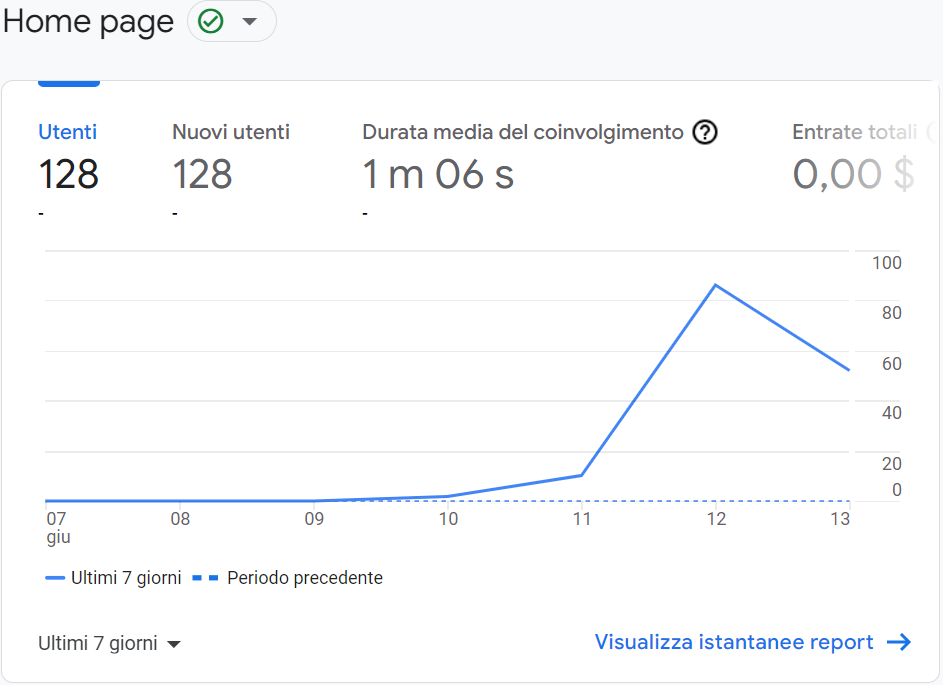 Home page
Utenti Nuovi utenti Durata media del coinvolgimento ? Entrate totali
128 128 1 m 06 s 0,00 $
- - -
100
80
60
40
20
0
07 08 09 10 11 12 13
giu
Ultimi 7 giorni Periodo precedente
Ultimi 7 giorni Visualizza istantanee report